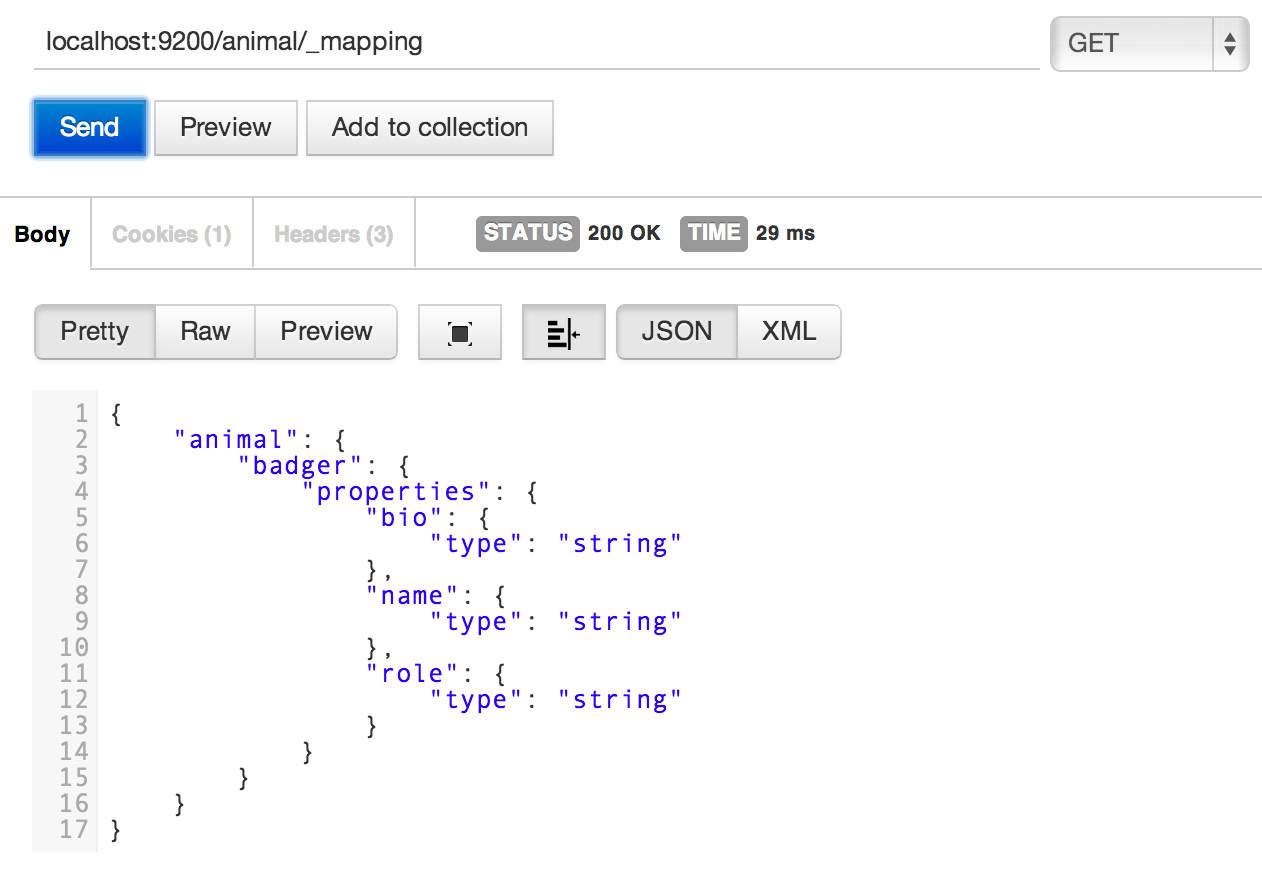 localhost:9200/animal/_mapping GET
Send Preview Add to collection
Body Cookies (1) Headers (3) STATUS 200 OK TIME 29 ms
Pretty Raw Preview JSON XML
1 {
2 "animal": {
3 "badger": {
4 "properties": {
5 "bio": {
6 "type": "string"
7 },
8 "name": {
9 "type": "string"
10 },
11 "role": {
12 "type": "string"
13 }
14 }
15 }
16 }
17 }